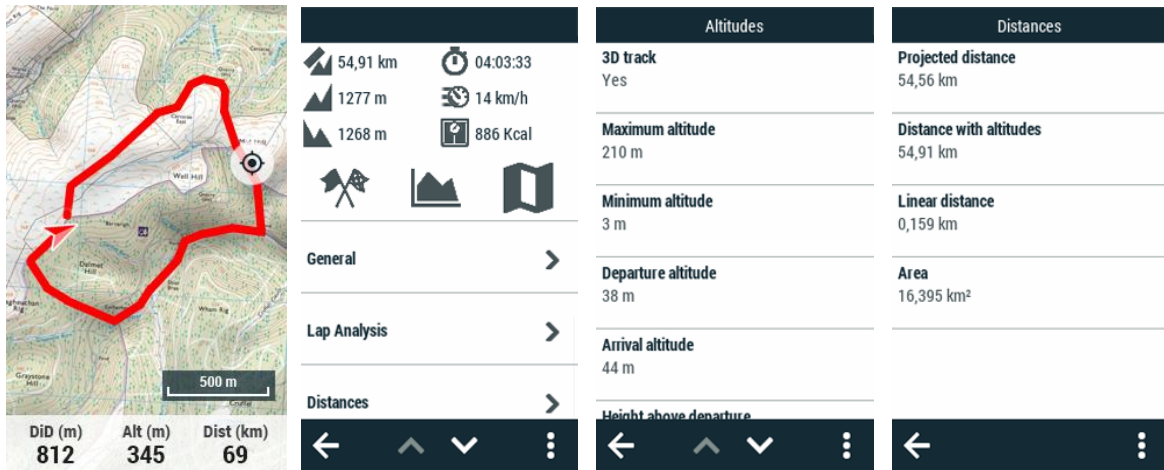 Well Hill
Dalmet
Hill
Wham Rig
Graystone
Hill
500 m
DiD (m)
Alt (m)
Dist (km)
812
345
69
54,91 km
04:03:33
1277 m
14 km/h
1268 m
886 Kcal
General
Lap Analysis
Distances
Altitudes
3D track
Yes
Maximum altitude
210 m
Minimum altitude
3 m
Departure altitude
38 m
Arrival altitude
44 m
Height above departure
Distances
Projected distance
54,56 km
Distance with altitudes
54,91 km
Linear distance
0,159 km
Area
16,395 km²